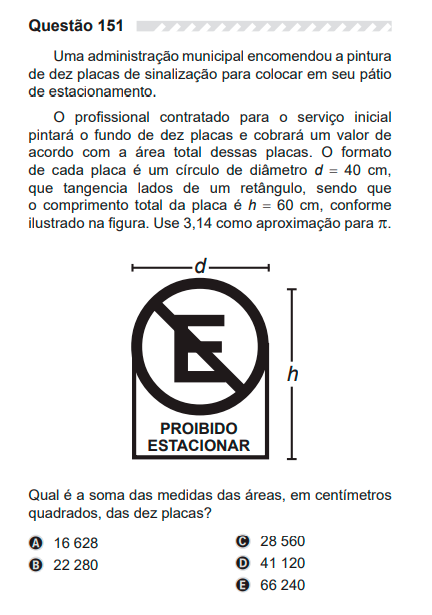 Questão 151
Uma administração municipal encomendou a pintura
de dez placas de sinalização para colocar em seu pátio
de estacionamento.
O profissional contratado para o serviço inicial
pintará o fundo de dez placas e cobrará um valor de
acordo com a área total dessas placas. O formato
de cada placa é um círculo de diâmetro d = 40 cm,
que tangencia lados de um retângulo, sendo que
o comprimento total da placa é h = 60 cm, conforme
ilustrado na figura. Use 3,14 como aproximação para π.
d
E
h
PROIBIDO
ESTACIONAR
Qual é a soma das medidas das áreas, em centímetros
quadrados, das dez placas?
A 16 628
B 22 280
C 28 560
D 41 120
E 66 240